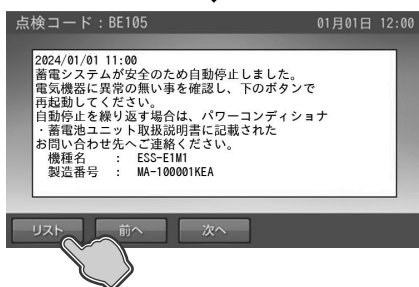 点検コード：BE105
01月01日 12:00
2024/01/01 11:00
蓄電システムが安全のため自動停止しました。
電気機器に異常の無い事を確認し、下のボタンで
再起動してください。
自動停止を繰り返す場合は、パワーコンディショナ
・蓄電池ユニット取扱説明書に記載された
お問い合わせ先へご連絡ください。
機種名 ： ESS-E1M1
製造番号 ： MA-100001KEA
リスト
前へ
次へ